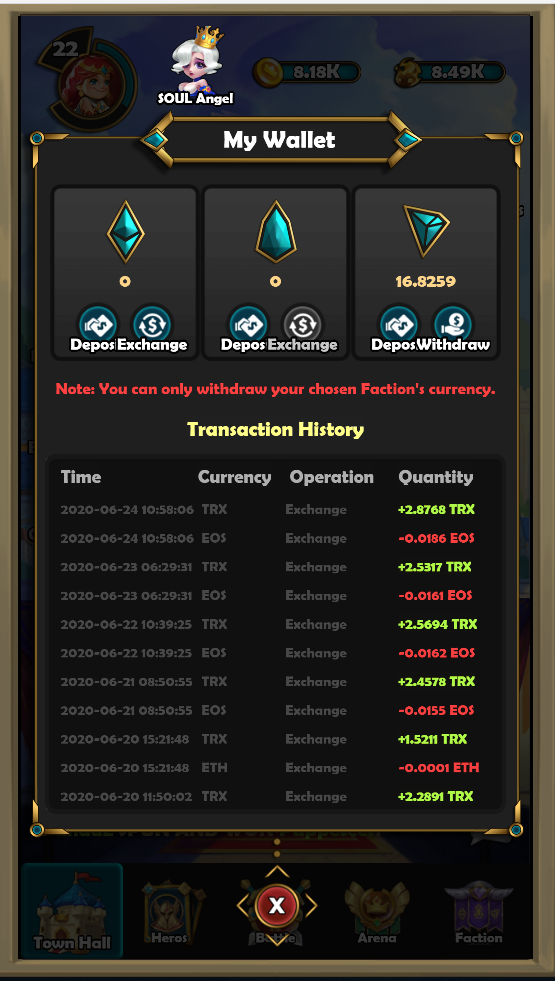 22
8.18K
8.49K
SOUL Angel
My Wallet
0
0
16.8259
Depos Exchange
Depos Exchange
Depos Withdraw
Note: You can only withdraw your chosen Faction's currency.
Transaction History
Time Currency Operation Quantity
2020-06-24 10:58:06 TRX Exchange +2.8768 TRX
2020-06-24 10:58:06 EOS Exchange -0.0186 EOS
2020-06-23 06:29:31 TRX Exchange +2.5317 TRX
2020-06-23 06:29:31 EOS Exchange -0.0161 EOS
2020-06-22 10:39:25 TRX Exchange +2.5694 TRX
2020-06-22 10:39:25 EOS Exchange -0.0162 EOS
2020-06-21 08:50:55 TRX Exchange +2.4578 TRX
2020-06-21 08:50:55 EOS Exchange -0.0155 EOS
2020-06-20 15:21:48 TRX Exchange +1.5211 TRX
2020-06-20 15:21:48 ETH Exchange -0.0001 ETH
2020-06-20 11:50:02 TRX Exchange +2.2891 TRX
X
Town Hall
Heros
Battle
Arena
Faction